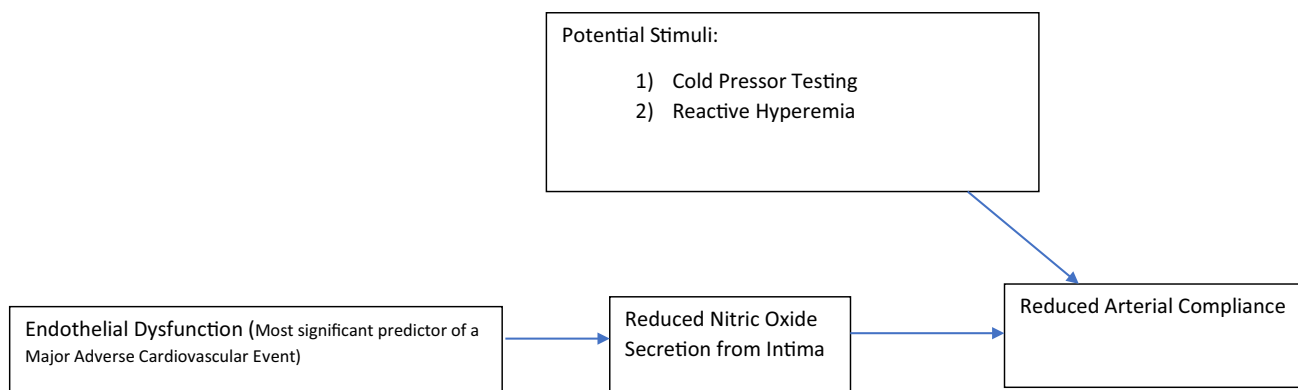 Potential Stimuli:
1) Cold Pressor Testing
2) Reactive Hyperemia
Endothelial Dysfunction (Most significant predictor of a
Major Adverse Cardiovascular Event)
Reduced Nitric Oxide
Secretion from Intima
Reduced Arterial Compliance